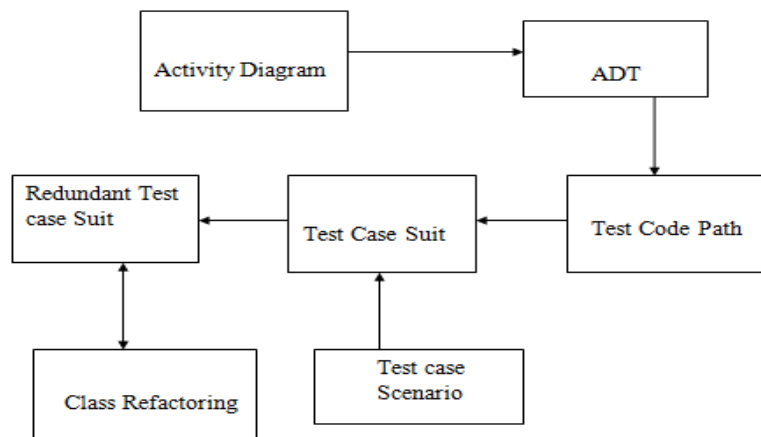 Activity Diagram
ADT
Redundant Test
case Suit
Test Case Suit
Test Code Path
Class Refactoring
Test case
Scenario